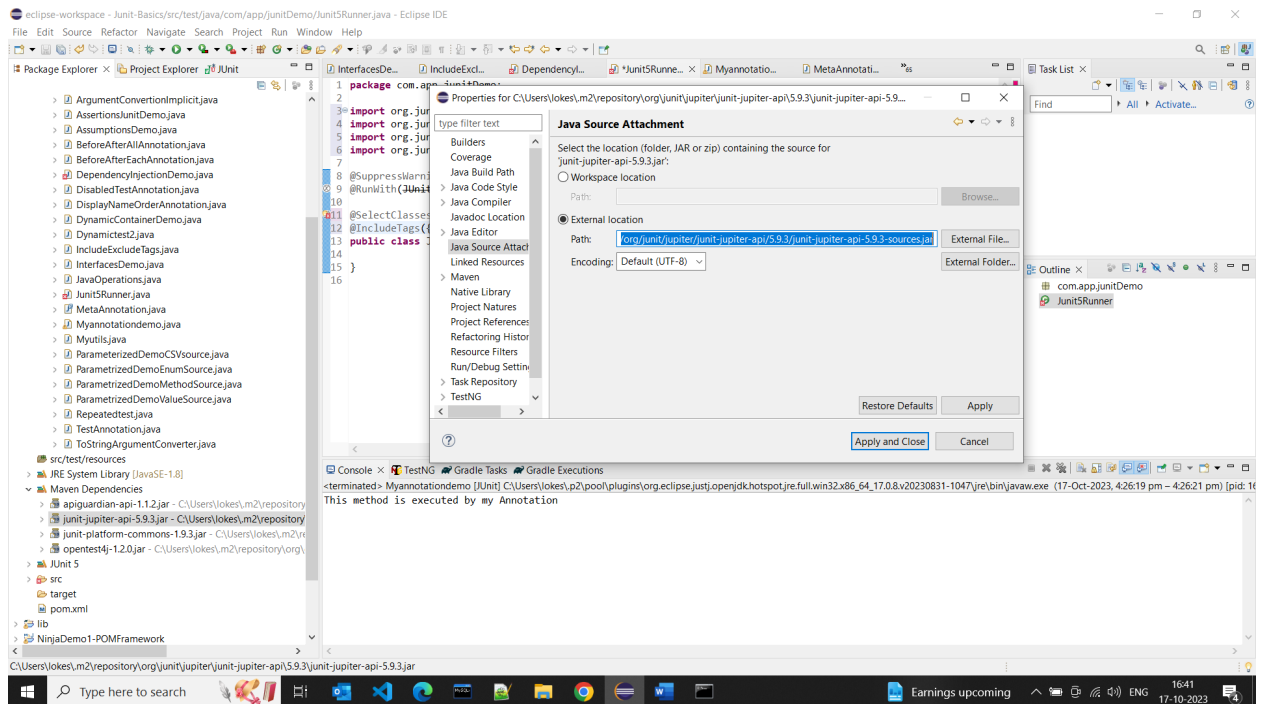 eclipse-workspace - Junit-Basics/src/test/java/com/app/junitDemo/Junit5Runner.java - Eclipse IDE
File Edit Source Refactor Navigate Search Project Run Window Help
Package Explorer × Project Explorer JUnit
ArgumentConvertionImplicit.java
AssertionsJunitDemo.java
AssumptionsDemo.java
BeforeAfterAllAnnotation.java
BeforeAfterEachAnnotation.java
DependencyInjectionDemo.java
DisabledTestAnnotation.java
DisplayNameOrderAnnotation.java
DynamicContainerDemo.java
Dynamictest2.java
IncludeExcludeTags.java
InterfacesDemo.java
JavaOperations.java
Junit5Runner.java
MetaAnnotation.java
Myannotationdemo.java
Myutils.java
ParameterizedDemoCSVsource.java
ParametrizedDemoEnumSource.java
ParametrizedDemoMethodSource.java
ParametrizedDemoValueSource.java
Repeatedtest.java
TestAnnotation.java
ToStringArgumentConverter.java
src/test/resources
JRE System Library [JavaSE-1.8]
Maven Dependencies
apiguardian-api-1.1.2.jar - C:\Users\lokes\.m2\repository
junit-jupiter-api-5.9.3.jar - C:\Users\lokes\.m2\repository
junit-platform-commons-1.9.3.jar - C:\Users\lokes\.m2\re
opentest4j-1.2.0.jar - C:\Users\lokes\.m2\repository\org\
JUnit 5
src
target
pom.xml
lib
NinjaDemo1-POMFramework
InterfacesDe... IncludeExcl... DependencyI... *Junit5Runne... × Myannotatio... MetaAnnotati... »65
1 package com.app.junitDemo;
2
3 import org.jur
4 import org.jur
5 import org.jur
6 import org.jur
7
8 @SuppressWarni
9 @RunWith(JUnit
10
11 @SelectClasses
12 @IncludeTags({
13 public class J
14
15 }
16
Properties for C:\Users\lokes\.m2\repository\org\junit\jupiter\junit-jupiter-api\5.9.3\junit-jupiter-api-5.9....
type filter text
Builders
Coverage
Java Build Path
Java Code Style
Java Compiler
Javadoc Location
Java Editor
Java Source Attach
Linked Resources
Maven
Native Library
Project Natures
Project References
Refactoring Histor
Resource Filters
Run/Debug Settin
Task Repository
TestNG
Java Source Attachment
Select the location (folder, JAR or zip) containing the source for
'junit-jupiter-api-5.9.3.jar':
Workspace location
Path: Browse...
External location
Path: /org/junit/jupiter/junit-jupiter-api/5.9.3/junit-jupiter-api-5.9.3-sources.jar External File...
Encoding: Default (UTF-8) External Folder...
Restore Defaults Apply
Apply and Close Cancel
Task List ×
Find All Activate...
Outline ×
com.app.junitDemo
Junit5Runner
Console × TestNG Gradle Tasks Gradle Executions
<terminated> Myannotationdemo [JUnit] C:\Users\lokes\.p2\pool\plugins\org.eclipse.justj.openjdk.hotspot.jre.full.win32.x86_64_17.0.8.v20230831-1047\jre\bin\javaw.exe (17-Oct-2023, 4:26:19 pm – 4:26:21 pm) [pid: 16
This method is executed by my Annotation
C:\Users\lokes\.m2\repository\org\junit\jupiter\junit-jupiter-api\5.9.3\junit-jupiter-api-5.9.3.jar
Type here to search
Earnings upcoming
ENG
16:41
17-10-2023
4